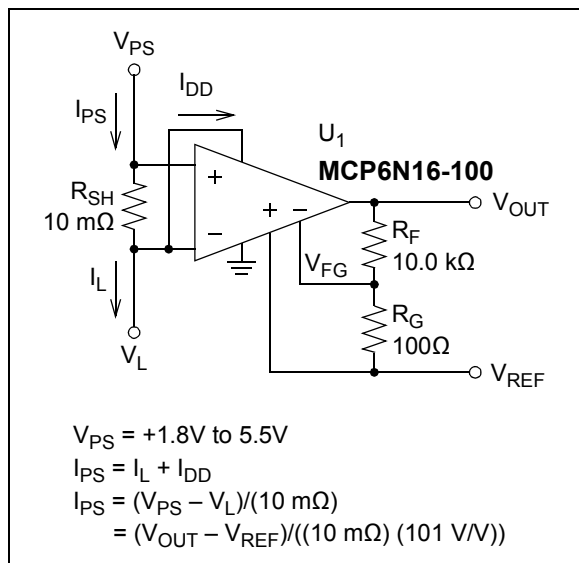 V_PS
I_DD
I_PS
U_1
MCP6N16-100
+
R_SH
10 mΩ
+ −
V_OUT
−
R_F
10.0 kΩ
V_FG
I_L
R_G
100Ω
V_L
V_REF
V_PS = +1.8V to 5.5V
I_PS = I_L + I_DD
I_PS = (V_PS – V_L)/(10 mΩ)
= (V_OUT – V_REF)/((10 mΩ) (101 V/V))